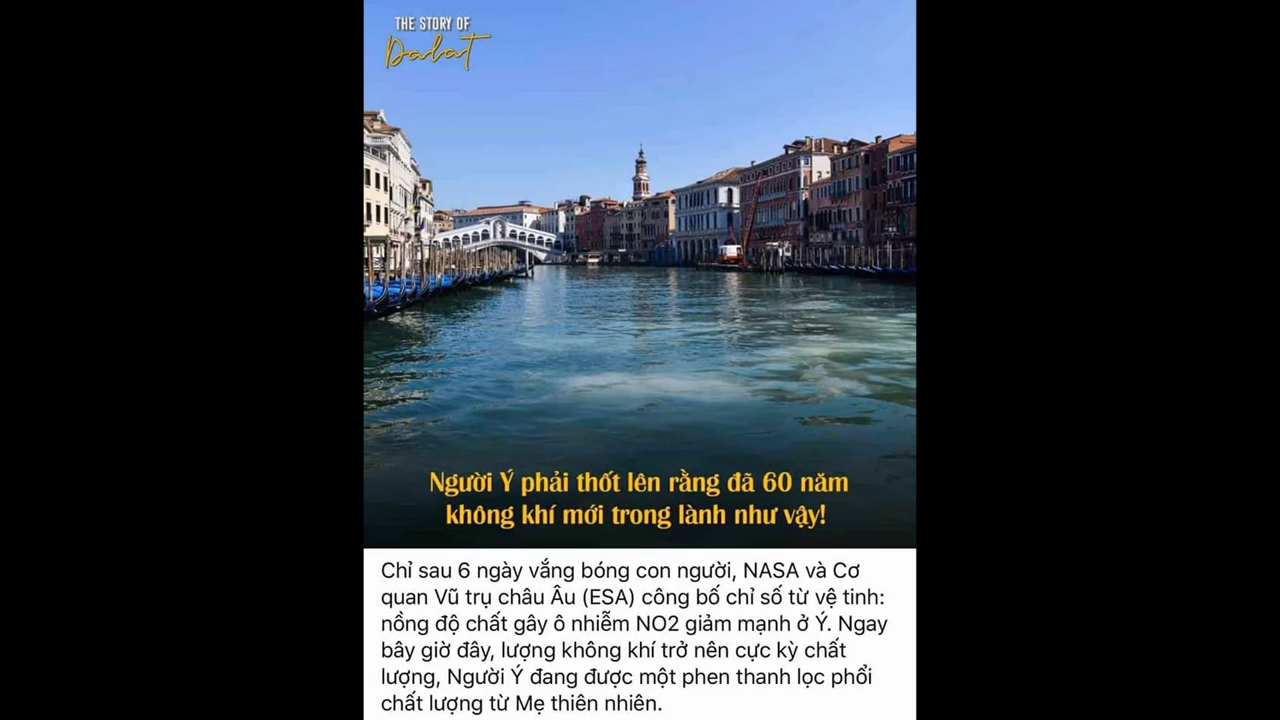 THE STORY OF
Dalat
Người Ý phải thốt lên rằng đã 60 năm
không khí mới trong lành như vậy!
Chỉ sau 6 ngày vắng bóng con người, NASA và Cơ
quan Vũ trụ châu Âu (ESA) công bố chỉ số từ vệ tinh:
nồng độ chất gây ô nhiễm NO2 giảm mạnh ở Ý. Ngay
bây giờ đây, lượng không khí trở nên cực kỳ chất
lượng, Người Ý đang được một phen thanh lọc phổi
chất lượng từ Mẹ thiên nhiên.